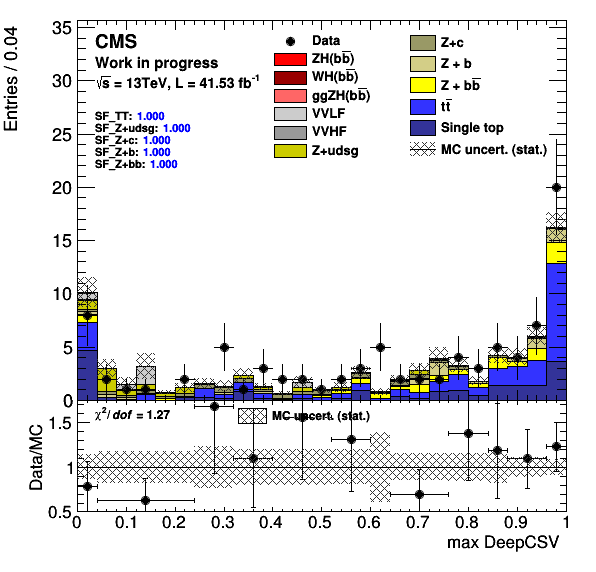 Entries / 0.04
35
30
25
20
15
10
5
0
CMS
Work in progress
√s = 13TeV, L = 41.53 fb⁻¹
SF_TT: 1.000
SF_Z+udsg: 1.000
SF_Z+c: 1.000
SF_Z+b: 1.000
SF_Z+bb: 1.000
Data
ZH(bb̅)
WH(bb̅)
ggZH(bb̅)
VVLF
VVHF
Z+udsg
Z+c
Z + b
Z + bb̅
tt̅
Single top
MC uncert. (stat.)
Data/MC
1.5
1
0.5
χ²/dof = 1.27
MC uncert. (stat.)
0 0.1 0.2 0.3 0.4 0.5 0.6 0.7 0.8 0.9 1
max DeepCSV